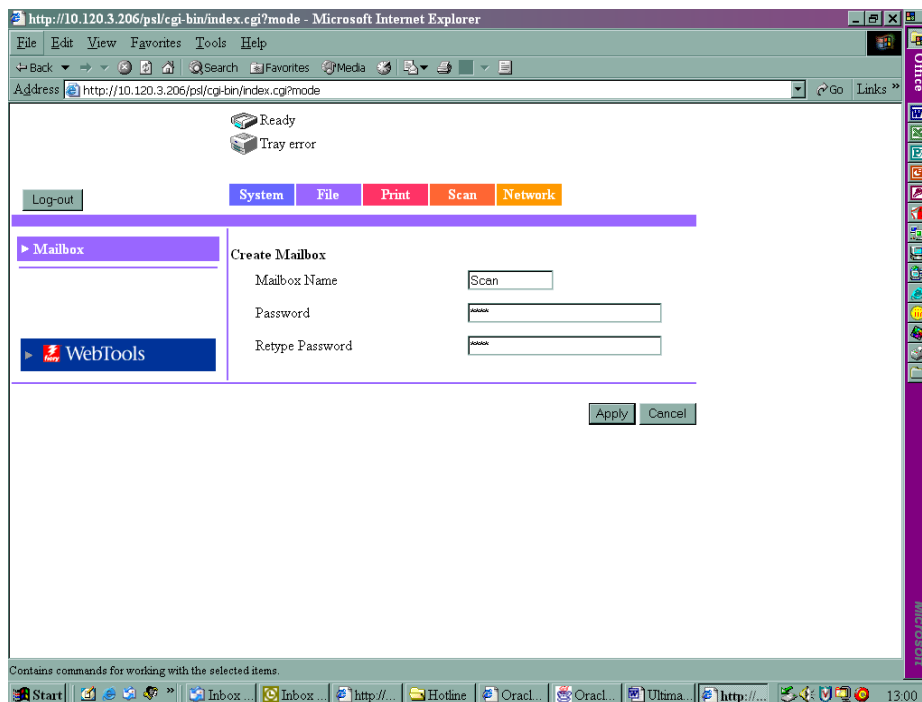 http://10.120.3.206/psl/cgi-bin/index.cgi?mode - Microsoft Internet Explorer
File Edit View Favorites Tools Help
Back Search Favorites Media
Address http://10.120.3.206/psl/cgi-bin/index.cgi?mode Go Links »
Office
Ready
Tray error
Log-out
System File Print Scan Network
Mailbox
Create Mailbox
Mailbox Name Scan
Password ****
Retype Password ****
WebTools
Apply Cancel
Microsoft
Contains commands for working with the selected items.
Start » Inbox ... Inbox ... http://... Hotline Oracl... Oracl... Ultima... http://... 13:00